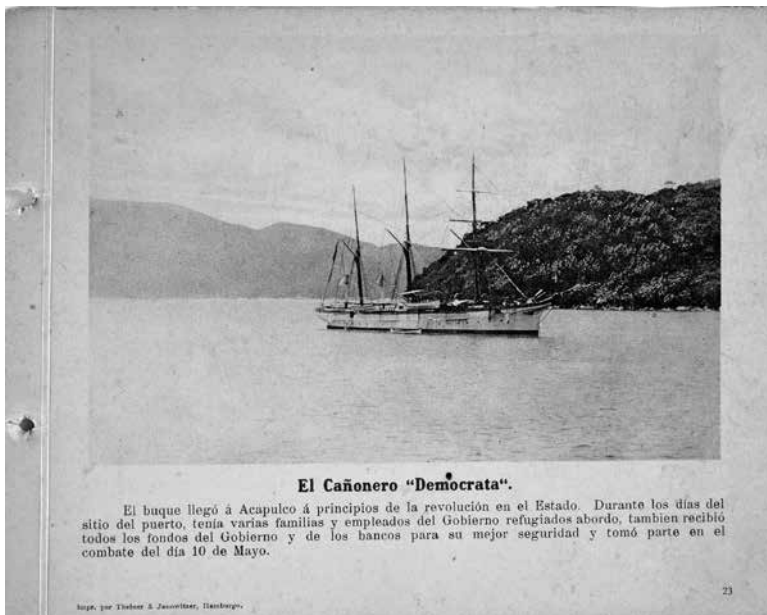 El Cañonero “Democrata“.
El buque llegó á Acapulco á principios de la revolución en el Estado. Durante los días del
sitio del puerto, tenía varias familias y empleados del Gobierno refugiados abordo, tambien recibió
todos los fondos del Gobierno y de los bancos para su mejor seguridad y tomó parte en el
combate del día 10 de Mayo.
23
Impr. por Thebner & Hamburgo.